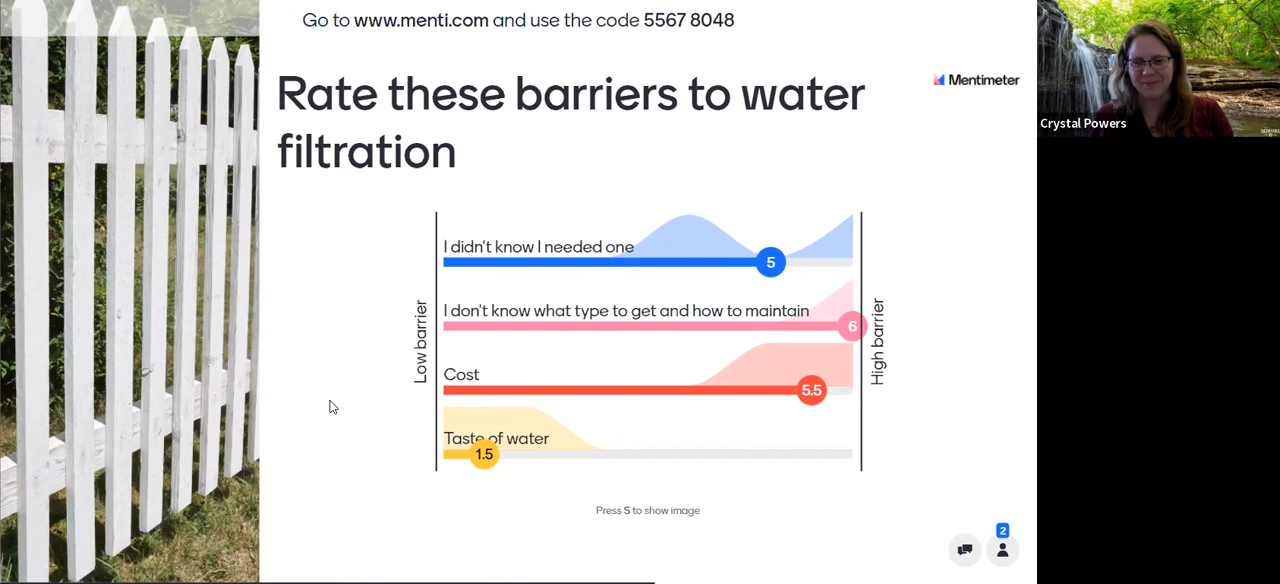 Go to www.menti.com and use the code 5567 8048
Rate these barriers to water
filtration
Mentimeter
Crystal Powers
I didn't know I needed one
5
I don't know what type to get and how to maintain
6
Cost
5.5
Taste of water
1.5
Low barrier
High barrier
Press S to show image
2